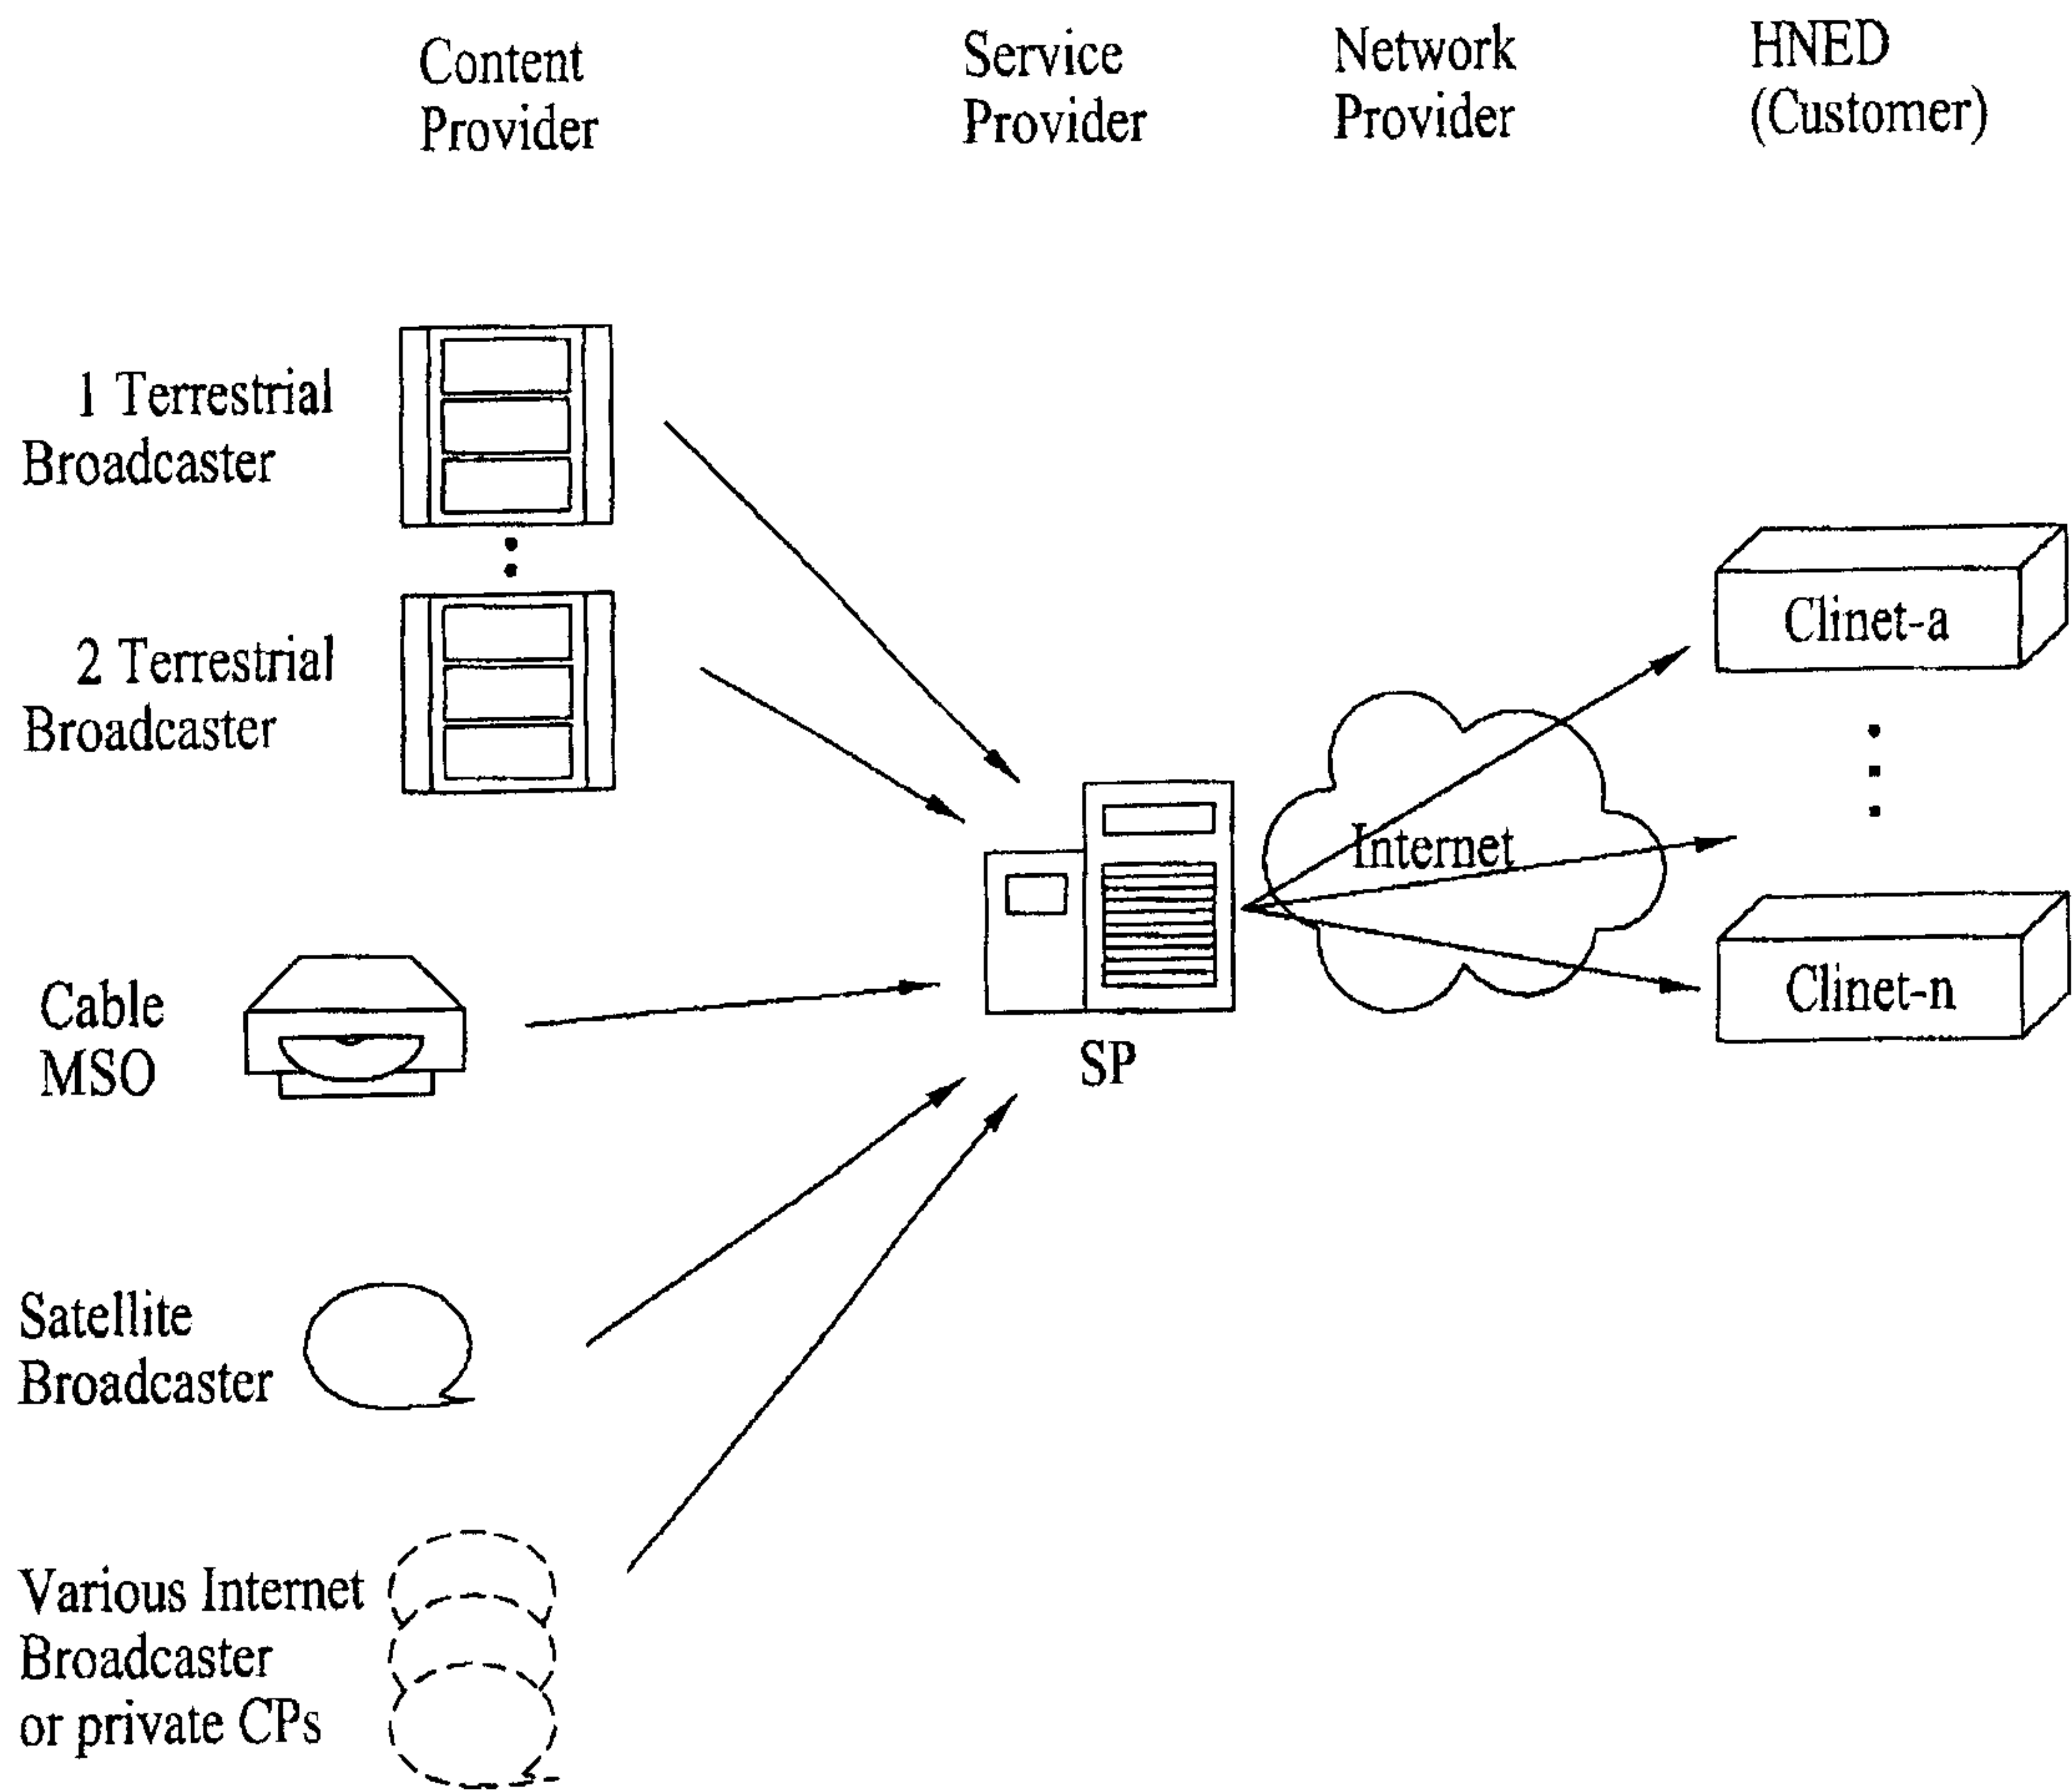 Content
Provider
Service
Provider
Network
Provider
HNED
(Customer)
1 Terrestrial
Broadcaster
2 Terrestrial
Broadcaster
Cable
MSO
Satellite
Broadcaster
Various Internet
Broadcaster
or private CPs
SP
Internet
Clinet-a
Clinet-n